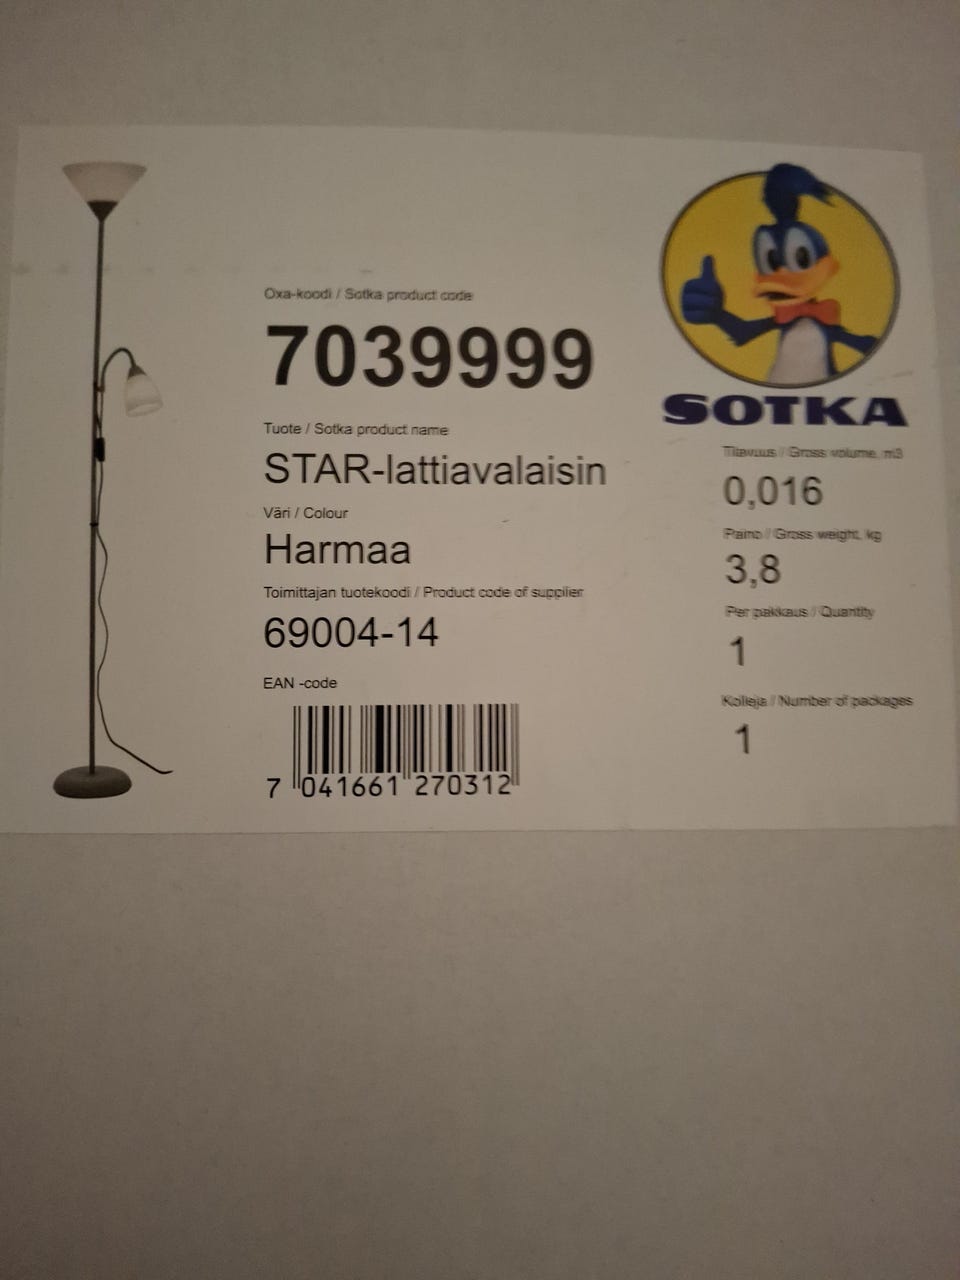 Oxa-koodi / Sotka product code
7039999
Tuote / Sotka product name
STAR-lattiavalaisin
Väri / Colour
Harmaa
Toimittajan tuotekoodi / Product code of supplier
69004-14
EAN -code
7 041661 270312
SOTKA
Tilavuus / Gross volume, m3
0,016
Paino / Gross weight, kg
3,8
Per pakkaus / Quantity
1
Kolleja / Number of packages
1